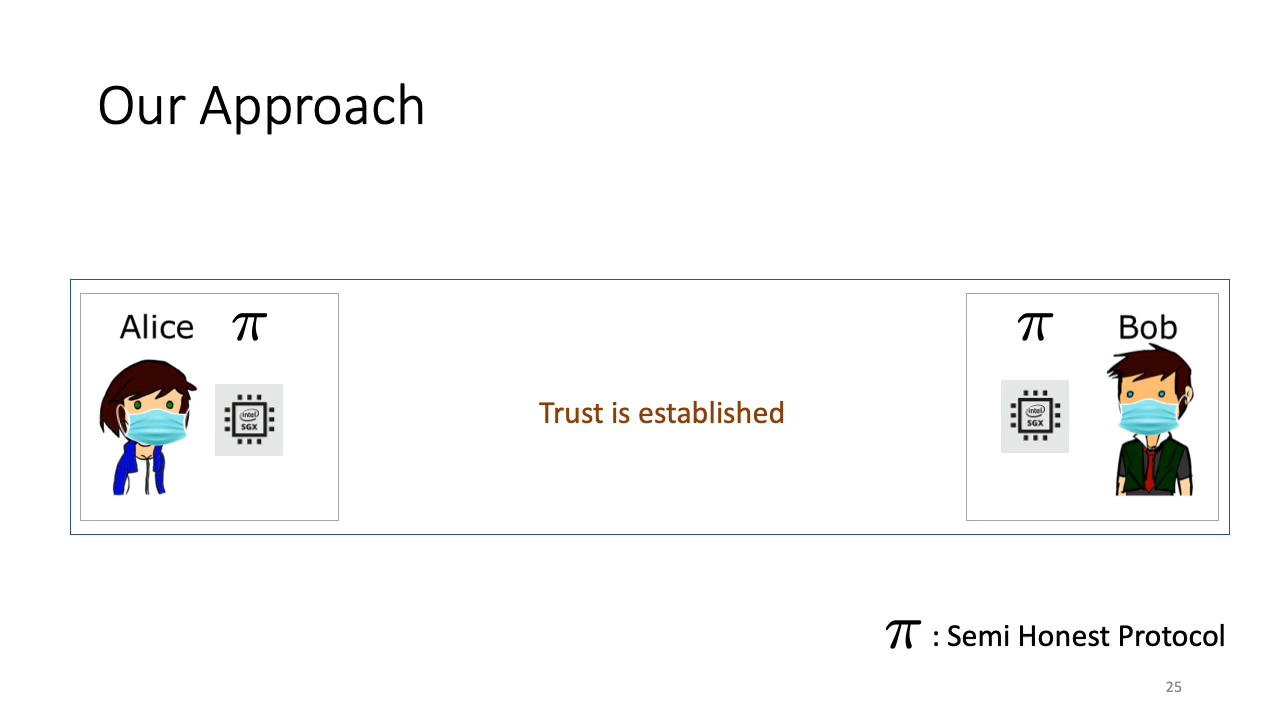 Our Approach
Alice π
intel
SGX
Trust is established
π Bob
intel
SGX
π : Semi Honest Protocol
25